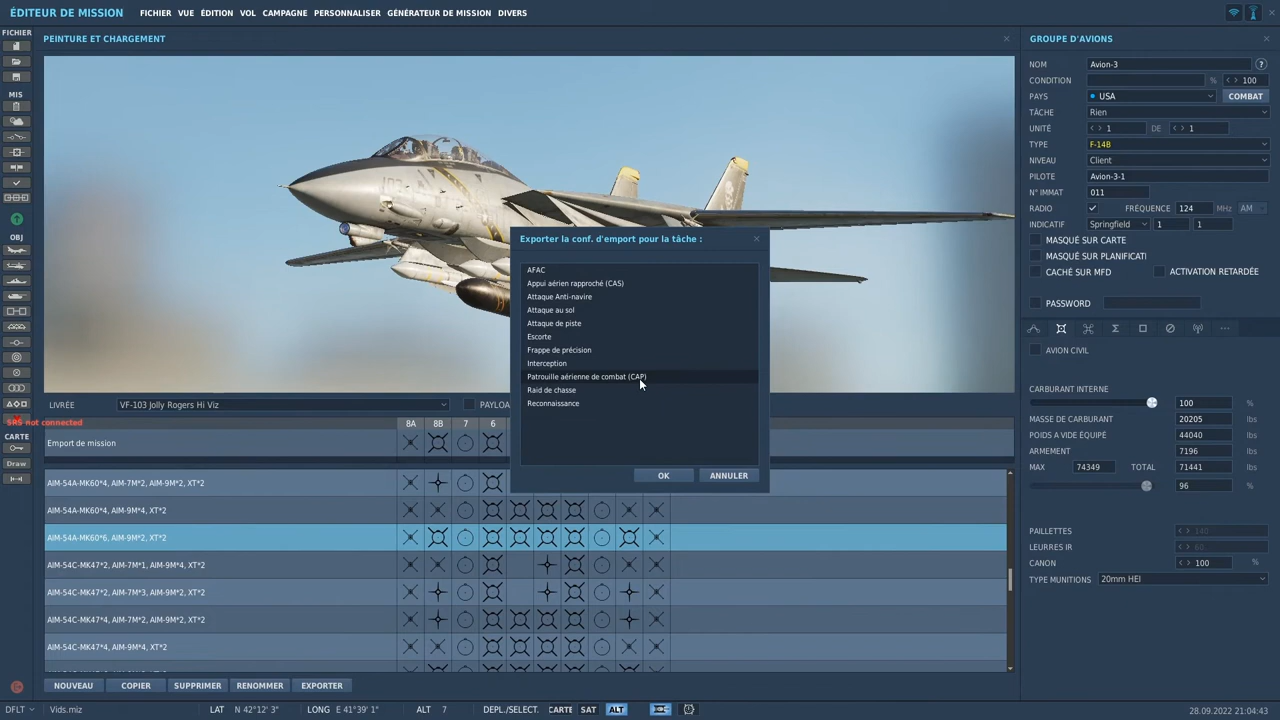 ÉDITEUR DE MISSION FICHIER VUE ÉDITION VOL CAMPAGNE PERSONNALISER GÉNÉRATEUR DE MISSION DIVERS
FICHIER
MIS
OBJ
CARTE
Draw
PEINTURE ET CHARGEMENT
SRS not connected
LIVRÉE VF-103 Jolly Rogers Hi Viz PAYLOA
8A 8B 7 6
Emport de mission
AIM-54A-MK60*4, AIM-7M*2, AIM-9M*2, XT*2
AIM-54A-MK60*4, AIM-9M*4, XT*2
AIM-54A-MK60*6, AIM-9M*2, XT*2
AIM-54C-MK47*2, AIM-7M*1, AIM-9M*4, XT*2
AIM-54C-MK47*2, AIM-7M*3, AIM-9M*2, XT*2
AIM-54C-MK47*4, AIM-7M*2, AIM-9M*2, XT*2
AIM-54C-MK47*4, AIM-9M*4, XT*2
NOUVEAU COPIER SUPPRIMER RENOMMER EXPORTER
Exporter la conf. d'emport pour la tâche :
AFAC
Appui aérien rapproché (CAS)
Attaque Anti-navire
Attaque au sol
Attaque de piste
Escorte
Frappe de précision
Interception
Patrouille aérienne de combat (CAP)
Raid de chasse
Reconnaissance
OK ANNULER
GROUPE D'AVIONS
NOM Avion-3 ?
CONDITION % 100
PAYS USA COMBAT
TÂCHE Rien
UNITÉ 1 DE 1
TYPE F-14B
NIVEAU Client
PILOTE Avion-3-1
N° IMMAT 011
RADIO FRÉQUENCE 124 MHz AM
INDICATIF Springfield 1 1
MASQUÉ SUR CARTE
MASQUÉ SUR PLANIFICATI
CACHÉ SUR MFD ACTIVATION RETARDÉE
PASSWORD
AVION CIVIL
CARBURANT INTERNE
100 %
MASSE DE CARBURANT 20205 lbs
POIDS A VIDE ÉQUIPÉ 44040 lbs
ARMEMENT 7196 lbs
MAX 74349 TOTAL 71441 lbs
96 %
PAILLETTES 140
LEURRES IR 60
CANON 100 %
TYPE MUNITIONS 20mm HEI
DFLT Vids.miz LAT N 42°12' 3" LONG E 41°39' 1" ALT 7 DEPL./SELECT. CARTE SAT ALT 28.09.2022 21:04:43